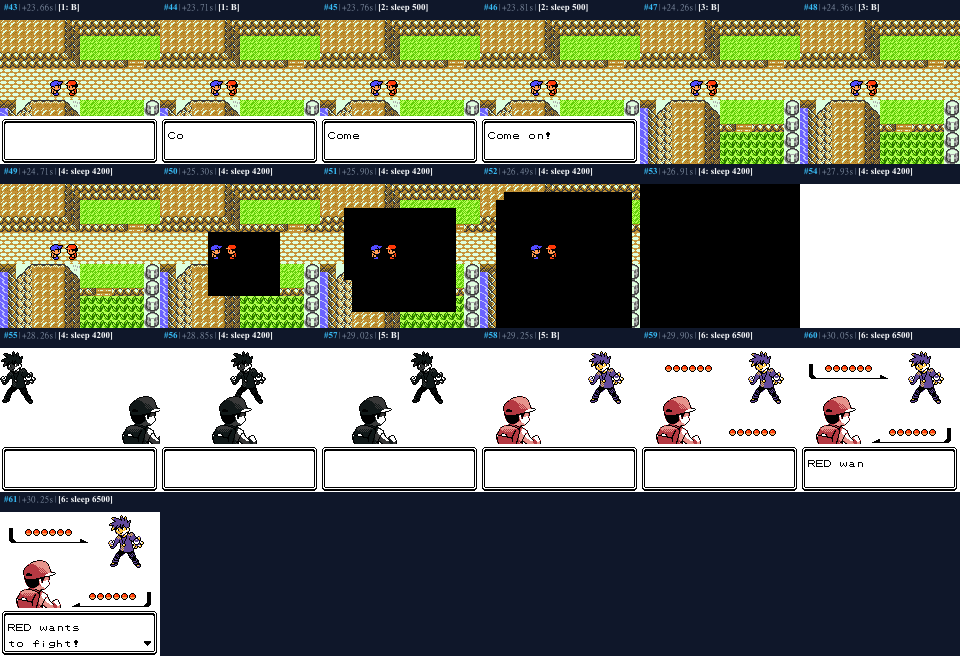 #43|+23.66s|[1: B]
#44|+23.71s|[1: B]
#45|+23.76s|[2: sleep 500]
#46|+23.81s|[2: sleep 500]
#47|+24.26s|[3: B]
#48|+24.36s|[3: B]
Co
Come
Come on!
#49|+24.71s|[4: sleep 4200]
#50|+25.30s|[4: sleep 4200]
#51|+25.90s|[4: sleep 4200]
#52|+26.49s|[4: sleep 4200]
#53|+26.91s|[4: sleep 4200]
#54|+27.93s|[4: sleep 4200]
#55|+28.26s|[4: sleep 4200]
#56|+28.85s|[4: sleep 4200]
#57|+29.02s|[5: B]
#58|+29.25s|[5: B]
#59|+29.90s|[6: sleep 6500]
#60|+30.05s|[6: sleep 6500]
RED wan
#61|+30.25s|[6: sleep 6500]
RED wants
to fight!